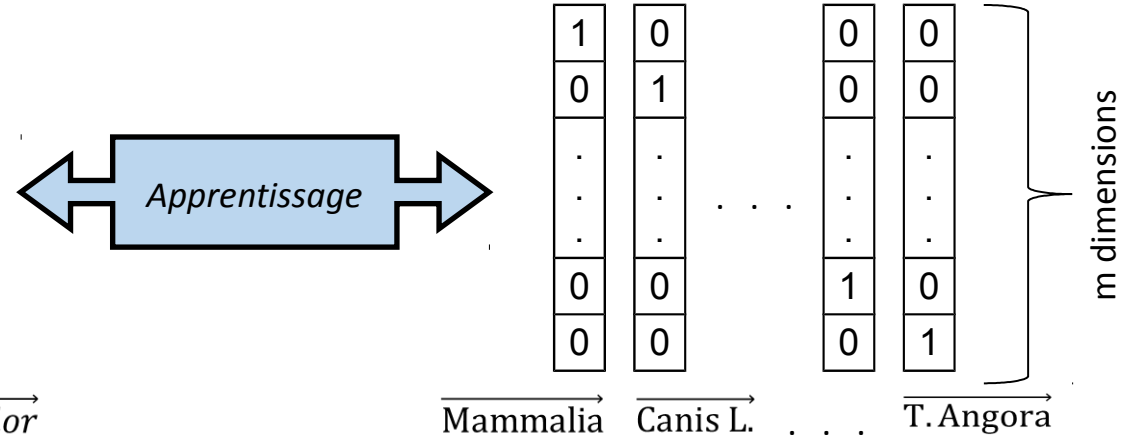 1 0 0 0
0 1 0 0
. . . .
Apprentissage
. . . . . . .
. . . .
0 0 1 0
0 0 0 1
m dimensions
or Mammalia Canis L. . . . T. Angora